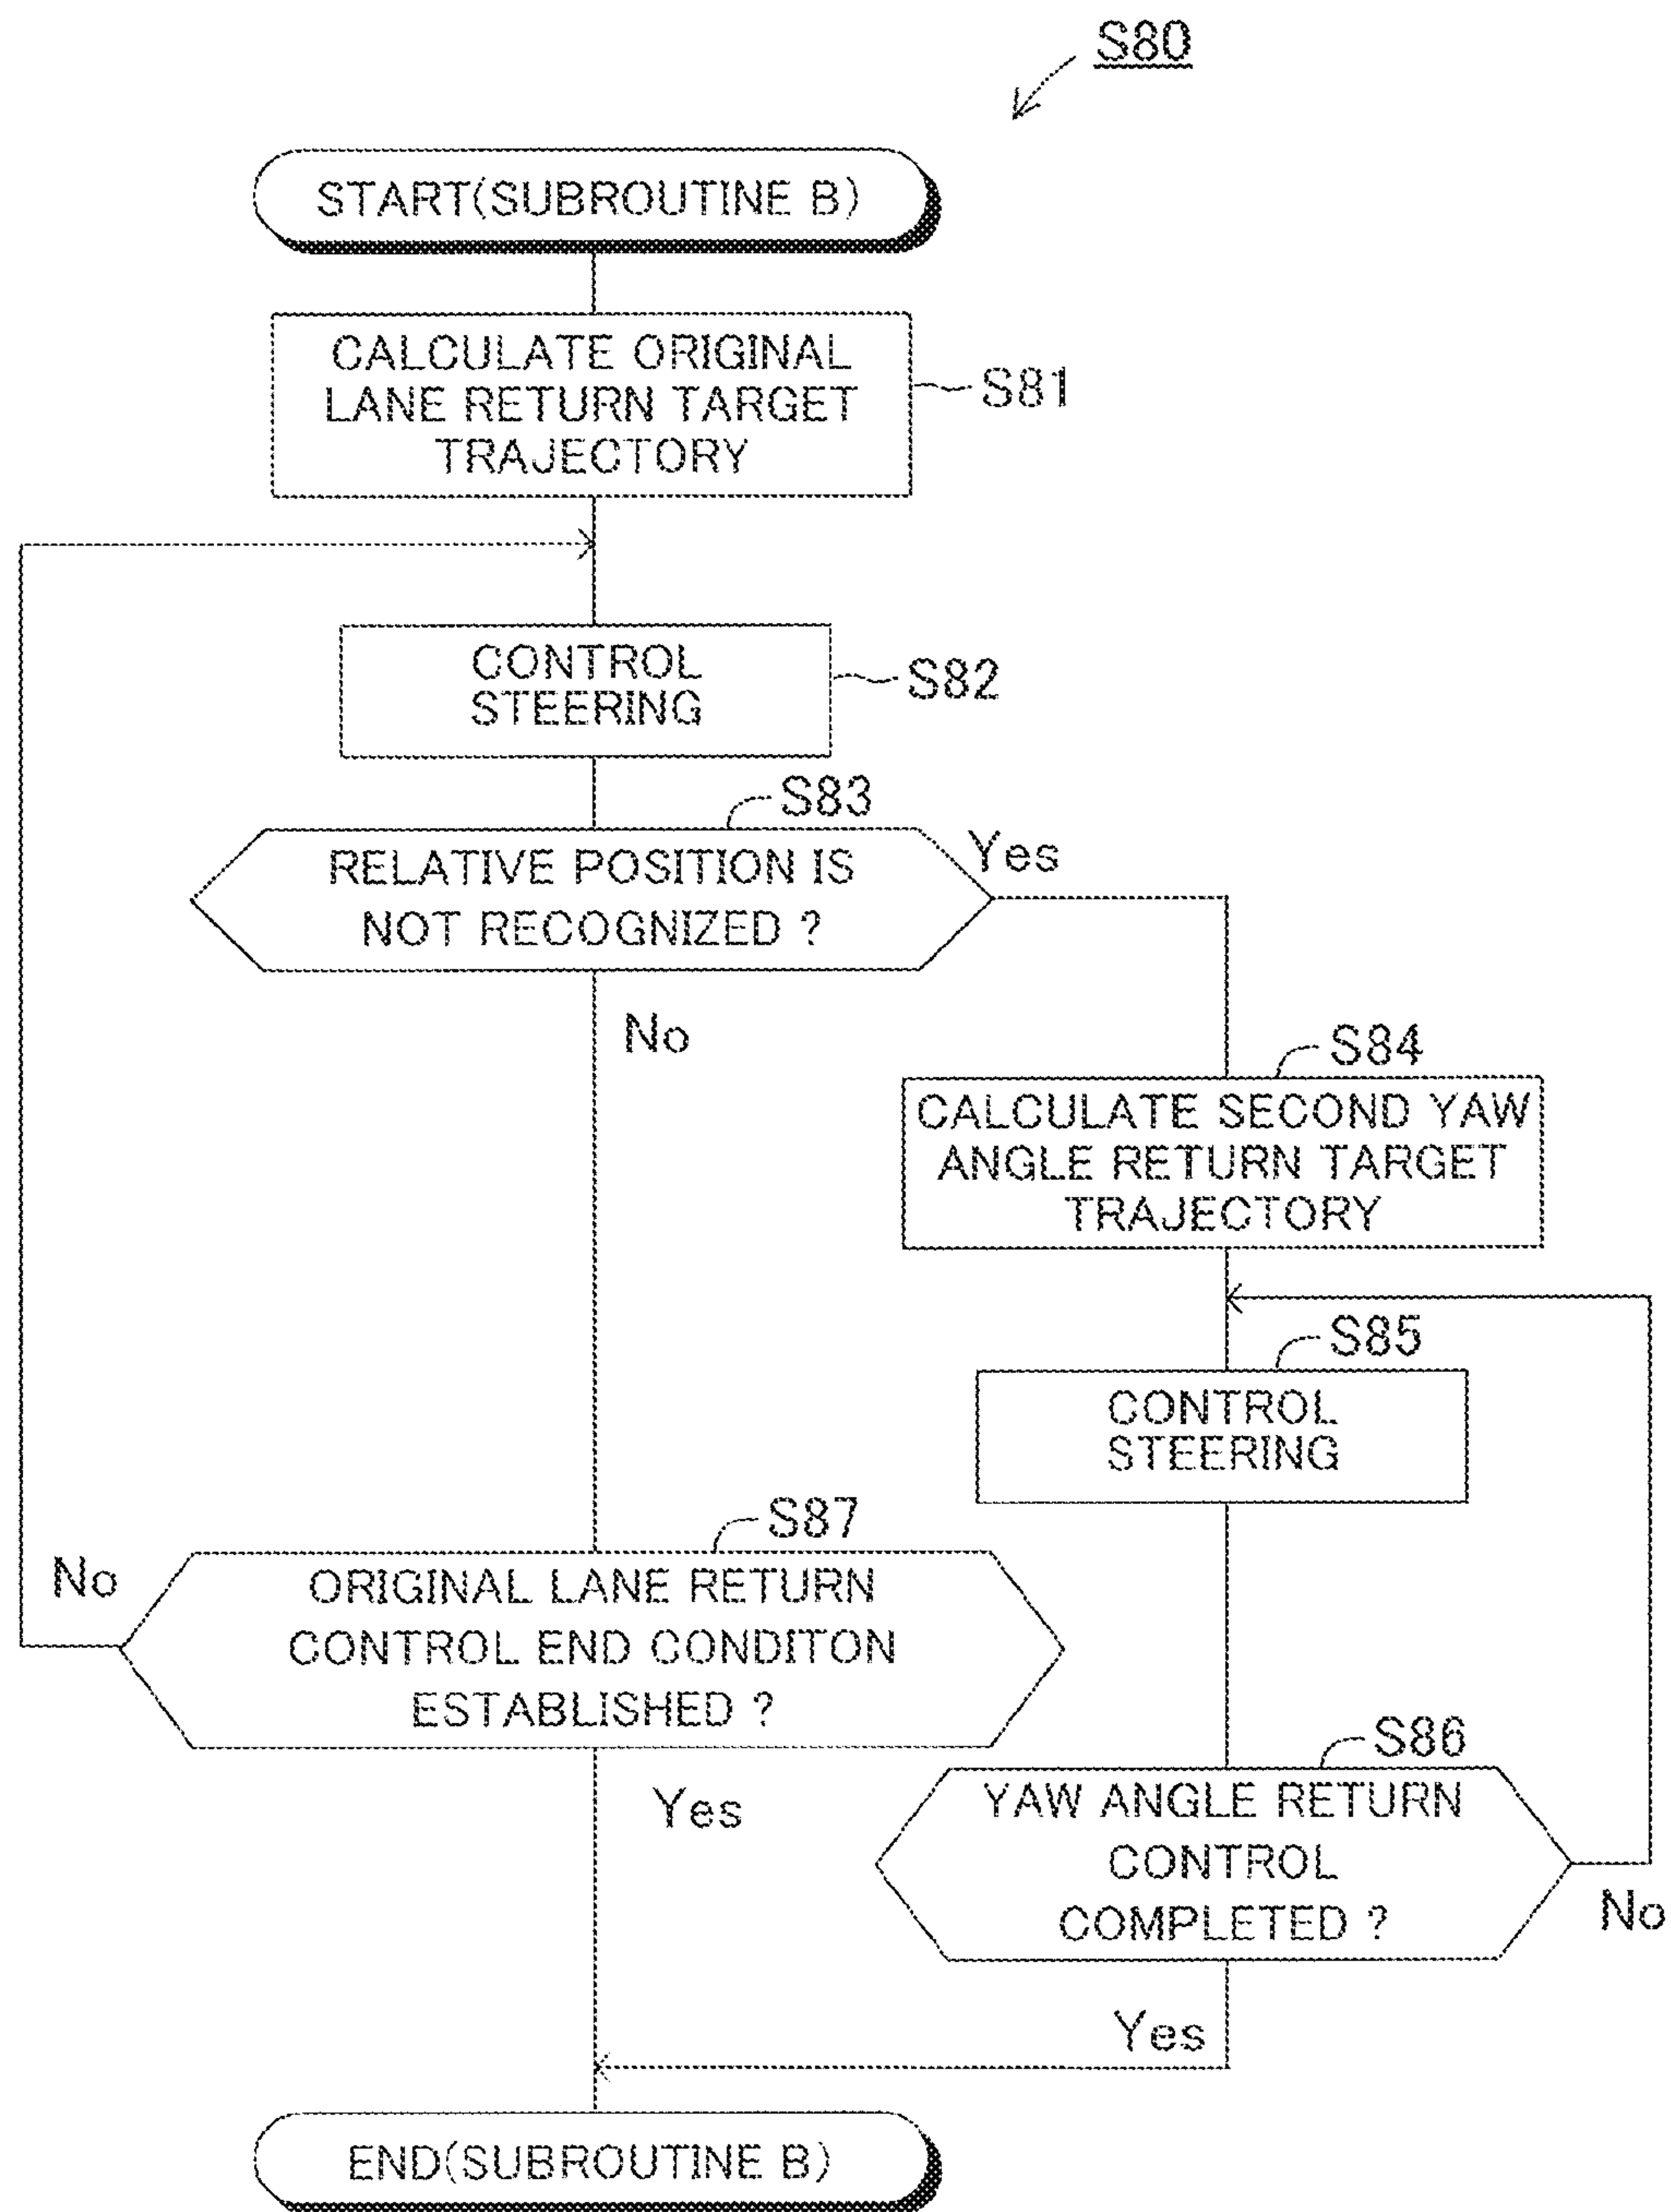 S80
START(SUBROUTINE B)
CALCULATE ORIGINAL
LANE RETURN TARGET
TRAJECTORY
S81
CONTROL
STEERING
S82
S83
RELATIVE POSITION IS
NOT RECOGNIZED ?
Yes
No
S84
CALCULATE SECOND YAW
ANGLE RETURN TARGET
TRAJECTORY
S85
CONTROL
STEERING
S87
No
ORIGINAL LANE RETURN
CONTROL END CONDITON
ESTABLISHED ?
Yes
S86
YAW ANGLE RETURN
CONTROL
COMPLETED ?
No
Yes
END(SUBROUTINE B)